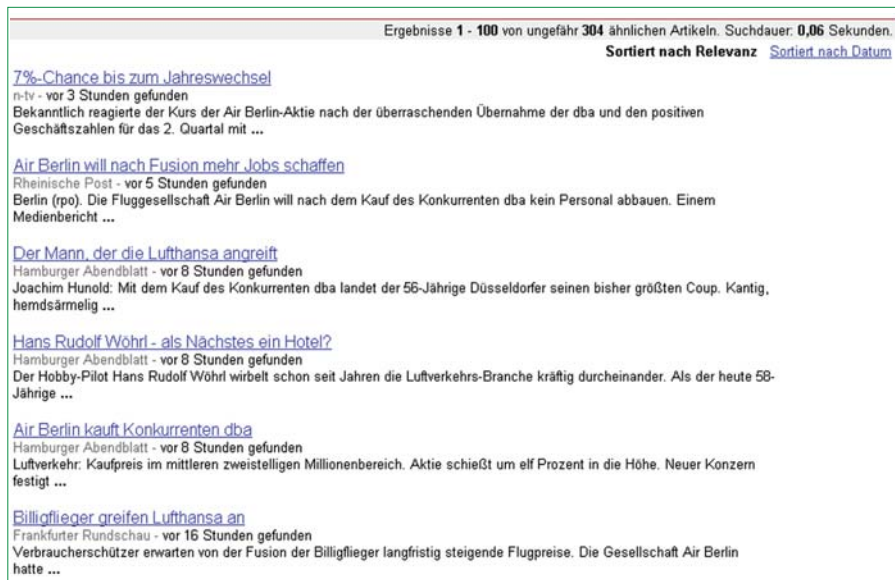 Ergebnisse 1 - 100 von ungefähr 304 ähnlichen Artikeln. Suchdauer: 0,06 Sekunden.
Sortiert nach Relevanz Sortiert nach Datum
7%-Chance bis zum Jahreswechsel
n-tv - vor 3 Stunden gefunden
Bekanntlich reagierte der Kurs der Air Berlin-Aktie nach der überraschenden Übernahme der dba und den positiven
Geschäftszahlen für das 2. Quartal mit ...
Air Berlin will nach Fusion mehr Jobs schaffen
Rheinische Post - vor 5 Stunden gefunden
Berlin (rpo). Die Fluggesellschaft Air Berlin will nach dem Kauf des Konkurrenten dba kein Personal abbauen. Einem
Medienbericht ...
Der Mann, der die Lufthansa angreift
Hamburger Abendblatt - vor 8 Stunden gefunden
Joachim Hunold: Mit dem Kauf des Konkurrenten dba landet der 56-Jährige Düsseldorfer seinen bisher größten Coup. Kantig,
hemdsärmelig ...
Hans Rudolf Wöhrl - als Nächstes ein Hotel?
Hamburger Abendblatt - vor 8 Stunden gefunden
Der Hobby-Pilot Hans Rudolf Wöhrl wirbelt schon seit Jahren die Luftverkehrs-Branche kräftig durcheinander. Als der heute 58-
Jährige ...
Air Berlin kauft Konkurrenten dba
Hamburger Abendblatt - vor 8 Stunden gefunden
Luftverkehr: Kaufpreis im mittleren zweistelligen Millionenbereich. Aktie schießt um elf Prozent in die Höhe. Neuer Konzern
festigt ...
Billigflieger greifen Lufthansa an
Frankfurter Rundschau - vor 16 Stunden gefunden
Verbraucherschützer erwarten von der Fusion der Billigflieger langfristig steigende Flugpreise. Die Gesellschaft Air Berlin
hatte ...